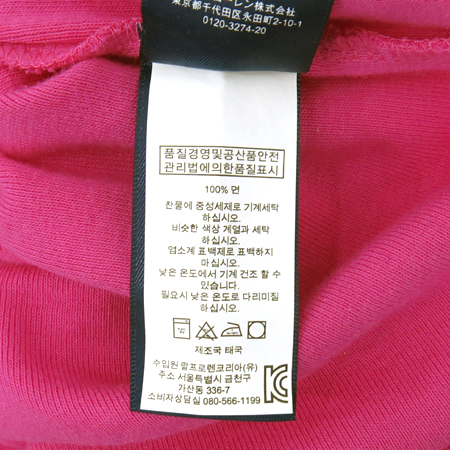 レン株式会社
東京都千代田区永田町2-10-1
0120-3274-20
품질경영및공산품안전
관리법에의한품질표시
100% 면
찬물에 중성세제로 기계세탁
하십시오.
비슷한 색상 계열과 세탁
하십시오.
염소계 표백제로 표백하지
마십시오.
낮은 온도에서 기계 건조 할 수
있습니다.
필요시 낮은 온도로 다리미질
하십시오.
제조국 태국
수입원 랄프로렌코리아(유)
주소 서울특별시 금천구
가산동 336-7
소비자상담실 080-566-1199